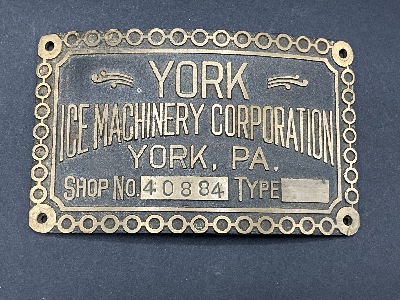 YORK
ICE MACHINERY CORPORATION
YORK, PA.
SHOP NO. 40884 TYPE